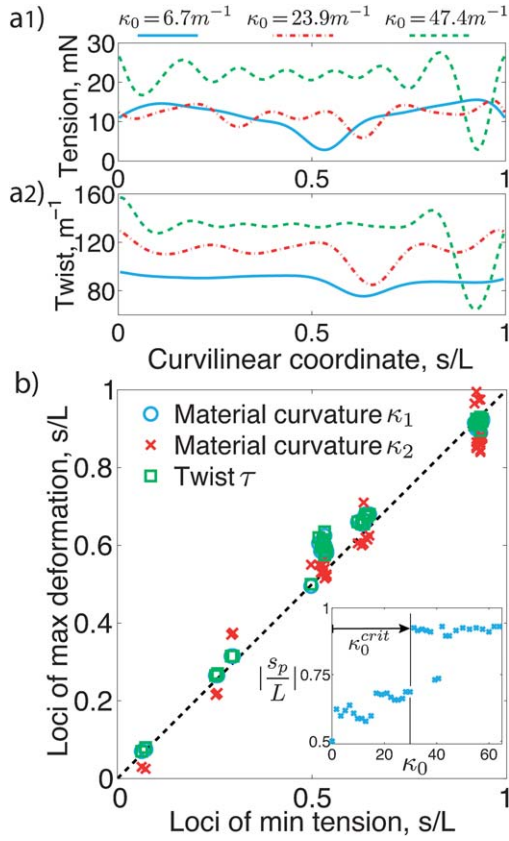 a1)
κ₀ = 6.7m⁻¹ κ₀ = 23.9m⁻¹ κ₀ = 47.4m⁻¹
Tension, mN
30
20
10
0
0 0.5 1
a2)
Twist, m⁻¹
160
120
80
0 0.5 1
Curvilinear coordinate, s/L
b)
Loci of max deformation, s/L
1
0.8
0.6
0.4
0.2
0
Material curvature κ₁
Material curvature κ₂
Twist τ
|s_p/L|
1
0.75
0.5
κ₀^crit
0 20 40 60
κ₀
0 0.5 1
Loci of min tension, s/L